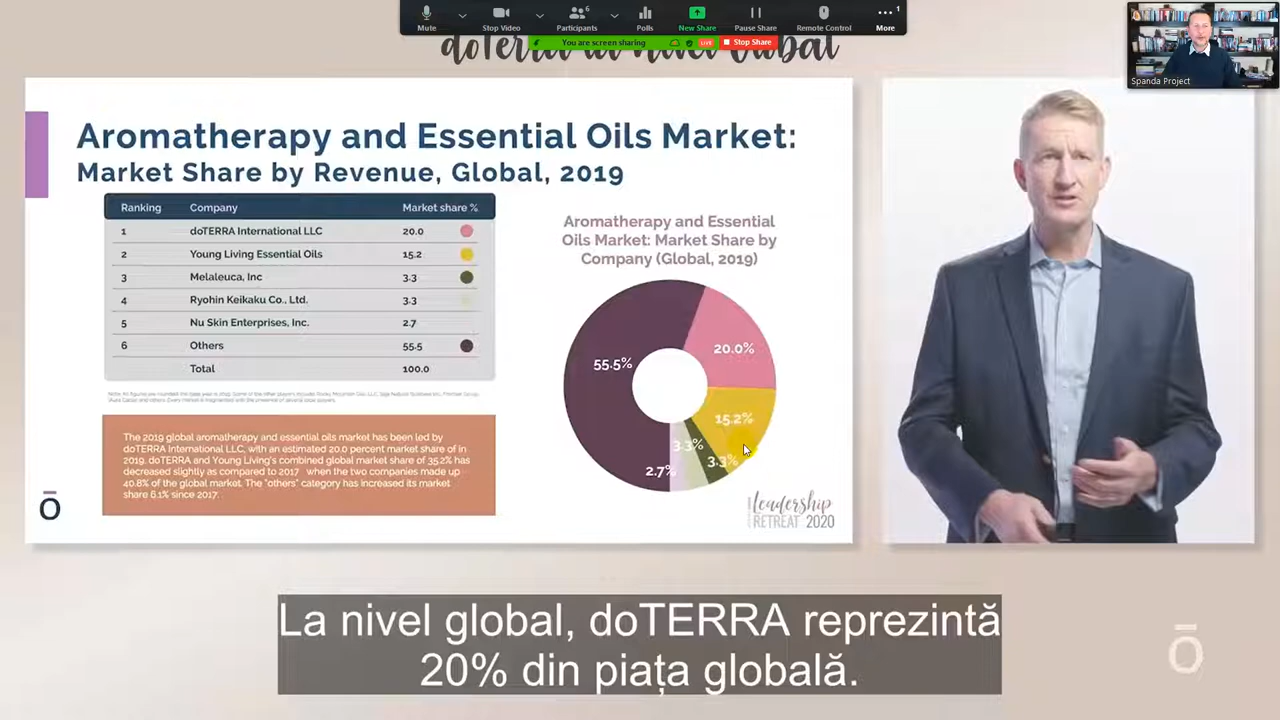 6
1
Mute
Stop Video
Participants
Polls
New Share
Pause Share
Remote Control
More
You are screen sharing
LIVE
Stop Share
Spanda Project
doTerra
Aromatherapy and Essential Oils Market:
Market Share by Revenue, Global, 2019
Ranking Company Market share %
1 doTERRA International LLC 20.0
2 Young Living Essential Oils 15.2
3 Melaleuca, Inc 3.3
4 Ryohin Keikaku Co., Ltd. 3.3
5 Nu Skin Enterprises, Inc. 2.7
6 Others 55.5
Total 100.0
The 2019 global aromatherapy and essential oils market has been led by
doTERRA International LLC, with an estimated 20.0 percent market share of in
2019. doTERRA and Young Living's combined global market share of 35.2% has
decreased slightly as compared to 2017 when the two companies made up
40.8% of the global market. The "others" category has increased its market
share 6.1% since 2017.
Aromatherapy and Essential
Oils Market: Market Share by
Company (Global, 2019)
55.5%
20.0%
15.2%
3.3%
3.3%
2.7%
Leadership
RETREAT 2020
La nivel global, doTERRA reprezintă
20% din piața globală.